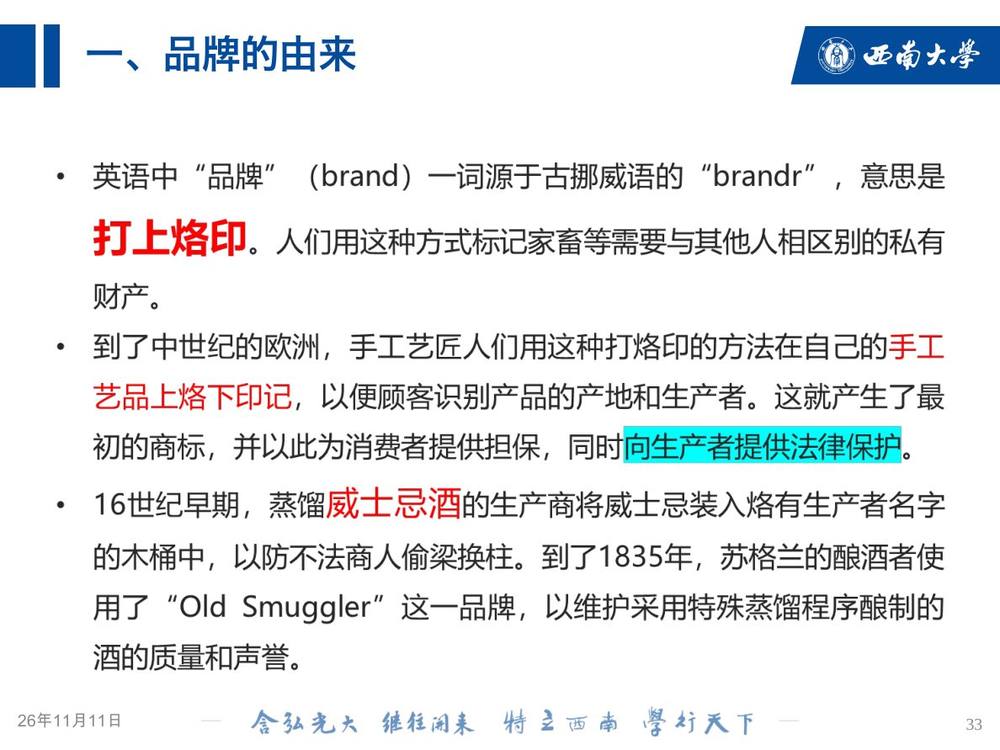 一、品牌的由来
西南大学
• 英语中“品牌”（brand）一词源于古挪威语的“brandr”，意思是
打上烙印。人们用这种方式标记家畜等需要与其他人相区别的私有
财产。
• 到了中世纪的欧洲，手工艺匠人们用这种打烙印的方法在自己的手工
艺品上烙下印记，以便顾客识别产品的产地和生产者。这就产生了最
初的商标，并以此为消费者提供担保，同时向生产者提供法律保护。
• 16世纪早期，蒸馏威士忌酒的生产商将威士忌装入烙有生产者名字
的木桶中，以防不法商人偷梁换柱。到了1835年，苏格兰的酿酒者使
用了“Old Smuggler”这一品牌，以维护采用特殊蒸馏程序酿制的
酒的质量和声誉。
26年11月11日
含弘光大 继往开来 特立西南 学行天下
33